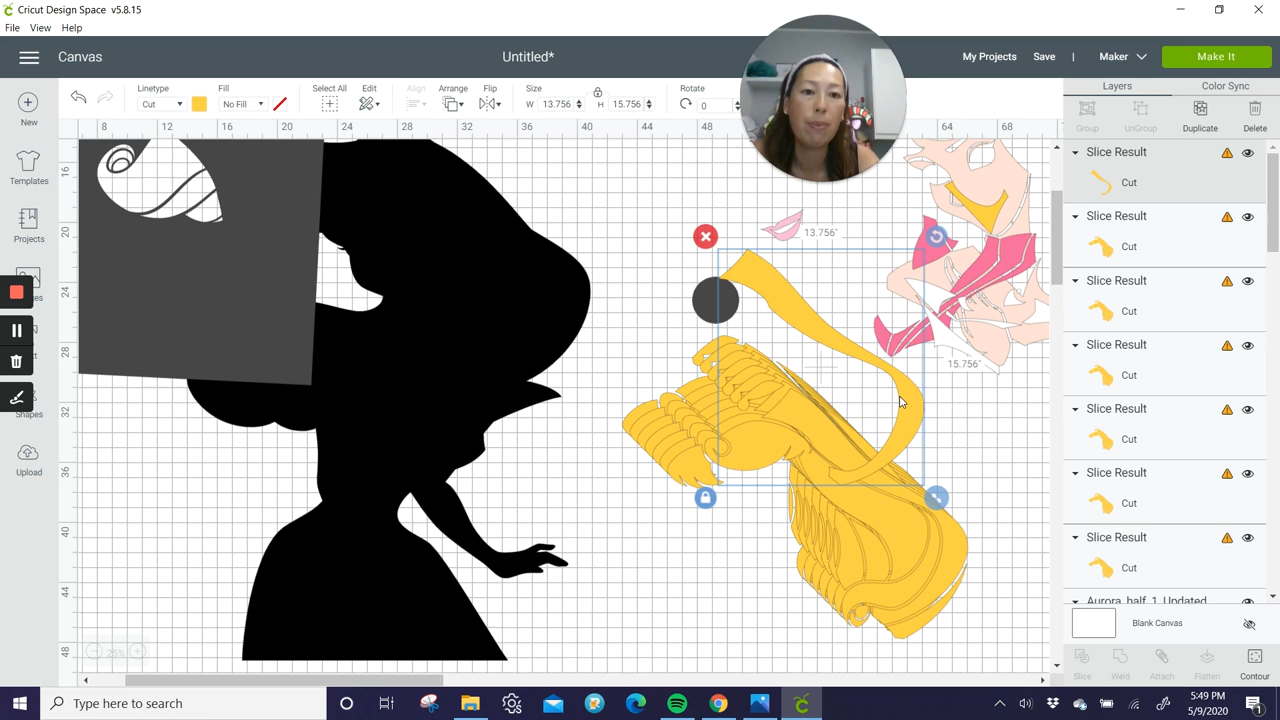 Cricut Design Space v5.8.15
File View Help
Canvas
Untitled*
My Projects Save | Maker Make It
Linetype Fill Select All Edit Align Arrange Flip Size Rotate
Cut No Fill W 13.756 H 15.756 0
Layers Color Sync
Group UnGroup Duplicate Delete
8 12 16 20 24 28 32 36 40 44 48 64 68
16
20
24
28
32
36
40
44
48
New
Templates
Projects
Shapes
Upload
13.756"
15.756"
25%
Slice Result
Cut
Slice Result
Cut
Slice Result
Cut
Slice Result
Cut
Slice Result
Cut
Slice Result
Cut
Slice Result
Cut
Aurora_half_1_Updated
Blank Canvas
Slice Weld Attach Flatten Contour
Type here to search
5:49 PM
5/9/2020
1